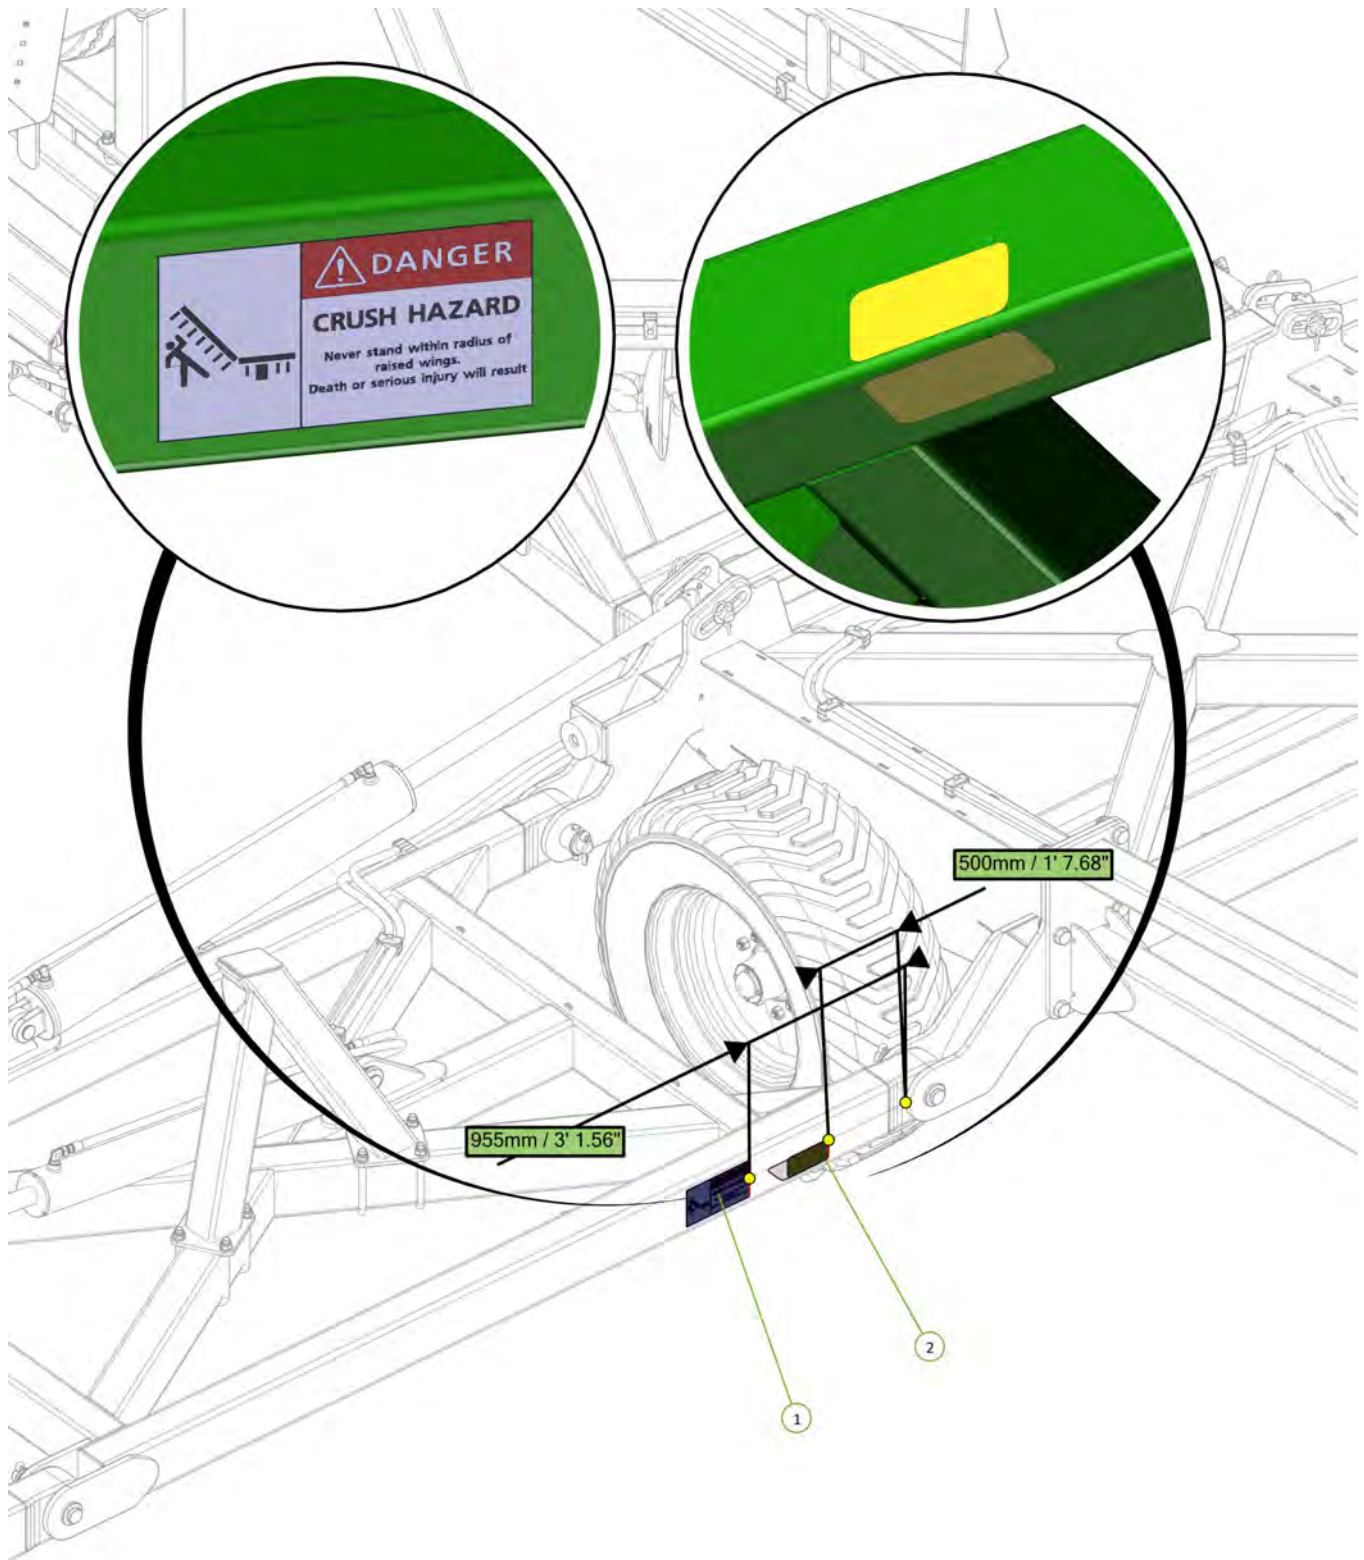 DANGER
CRUSH HAZARD
Never stand within radius of
raised wings.
Death or serious injury will result
500mm / 1' 7.68"
955mm / 3' 1.56"
2
1